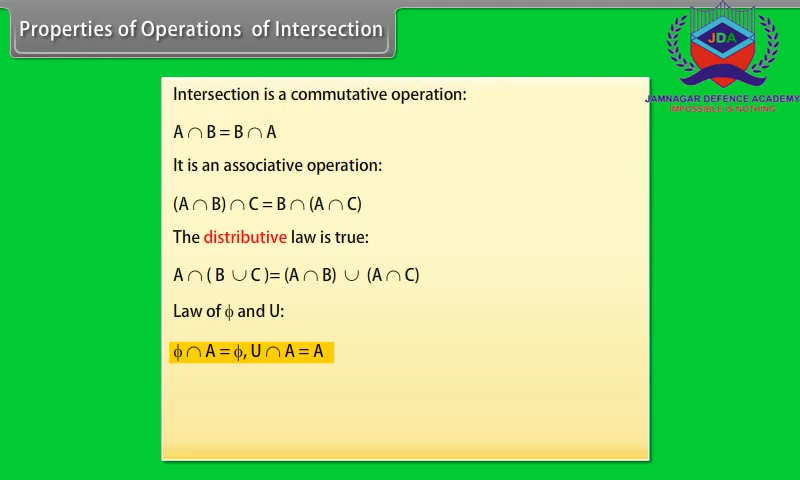 Properties of Operations of Intersection
JDA
JAMNAGAR DEFENCE ACADEMY
IMPOSSIBLE IS NOTHING
Intersection is a commutative operation:
A ∩ B = B ∩ A
It is an associative operation:
(A ∩ B) ∩ C = B ∩ (A ∩ C)
The distributive law is true:
A ∩ ( B ∪ C )= (A ∩ B) ∪ (A ∩ C)
Law of ϕ and U:
ϕ ∩ A = ϕ, U ∩ A = A